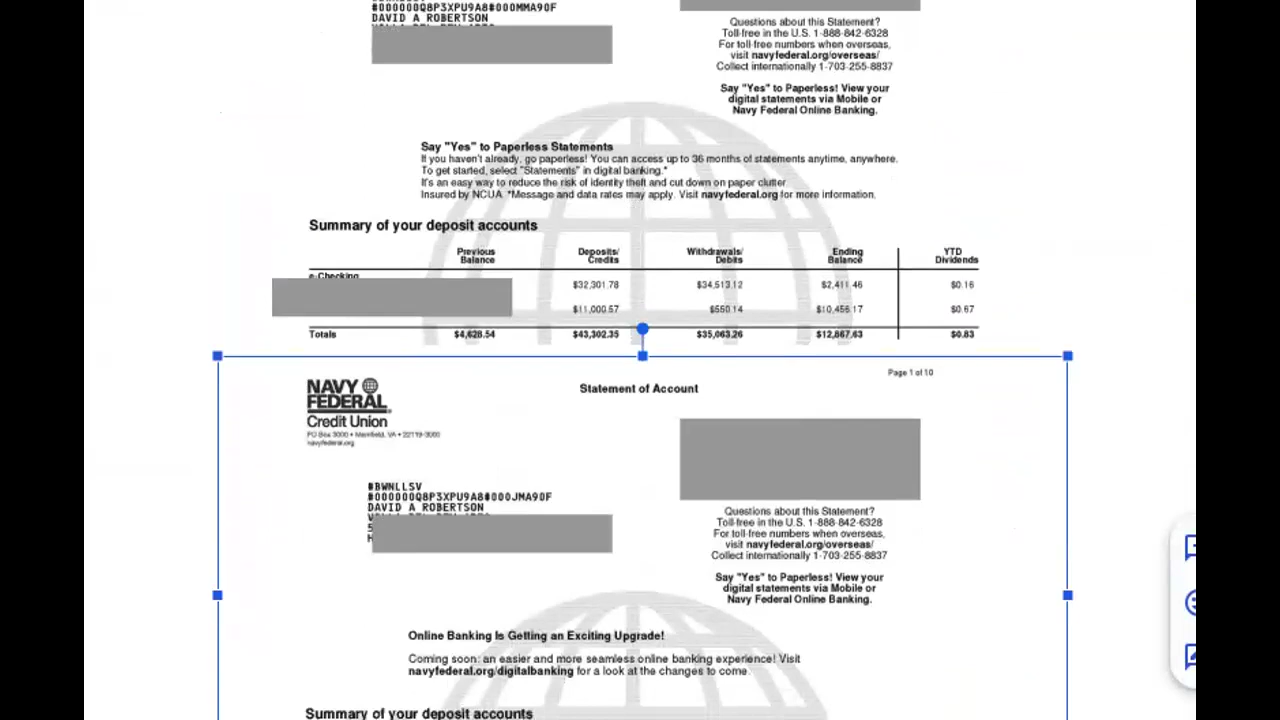 #000000Q8P3XPU9A8#000MMA90F
DAVID A ROBERTSON
Questions about this Statement?
Toll-free in the U.S. 1-888-842-6328
For toll-free numbers when overseas,
visit navyfederal.org/overseas/
Collect internationally 1-703-255-8837
Say "Yes" to Paperless! View your
digital statements via Mobile or
Navy Federal Online Banking.
Say "Yes" to Paperless Statements
If you haven't already, go paperless! You can access up to 36 months of statements anytime, anywhere.
To get started, select "Statements" in digital banking.*
It's an easy way to reduce the risk of identity theft and cut down on paper clutter.
Insured by NCUA. *Message and data rates may apply. Visit navyfederal.org for more information.
Summary of your deposit accounts
Previous Balance Deposits/ Credits Withdrawals/ Debits Ending Balance YTD Dividends
e-Checking
$32,301.78 $34,513.12 $2,411.46 $0.16
$11,000.57 $550.14 $10,456.17 $0.67
Totals $4,628.54 $43,302.35 $35,063.26 $12,867.63 $0.83
Page 1 of 10
NAVY
FEDERAL
Credit Union
Statement of Account
PO Box 3000 • Merrifield, VA • 22119-3000
navyfederal.org
#BWNLLSV
#000000Q8P3XPU9A8#000JMA90F
DAVID A ROBERTSON
Questions about this Statement?
Toll-free in the U.S. 1-888-842-6328
For toll-free numbers when overseas,
visit navyfederal.org/overseas/
Collect internationally 1-703-255-8837
Say "Yes" to Paperless! View your
digital statements via Mobile or
Navy Federal Online Banking.
Online Banking Is Getting an Exciting Upgrade!
Coming soon: an easier and more seamless online banking experience! Visit
navyfederal.org/digitalbanking for a look at the changes to come.
Summary of your deposit accounts